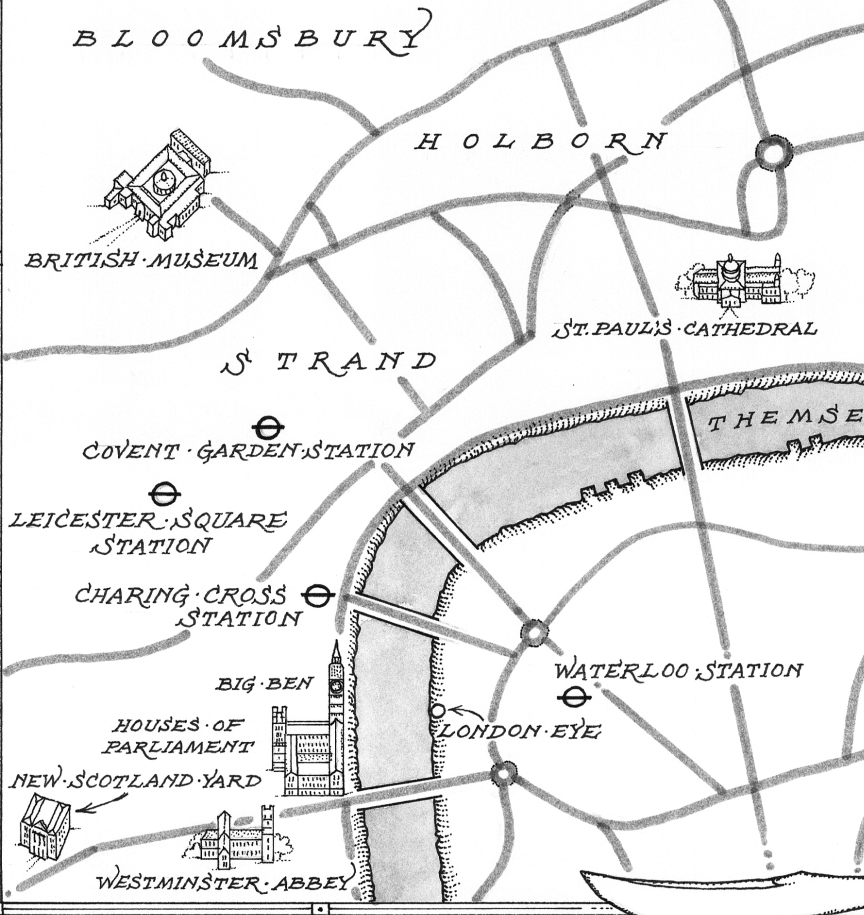 BLOOMSBURY
HOLBORN
BRITISH·MUSEUM
ST.PAUL'S·CATHEDRAL
STRAND
THEMSE
COVENT·GARDEN·STATION
LEICESTER·SQUARE
STATION
CHARING·CROSS
STATION
WATERLOO·STATION
BIG·BEN
HOUSES·OF
PARLIAMENT
LONDON·EYE
NEW·SCOTLAND·YARD
WESTMINSTER·ABBEY